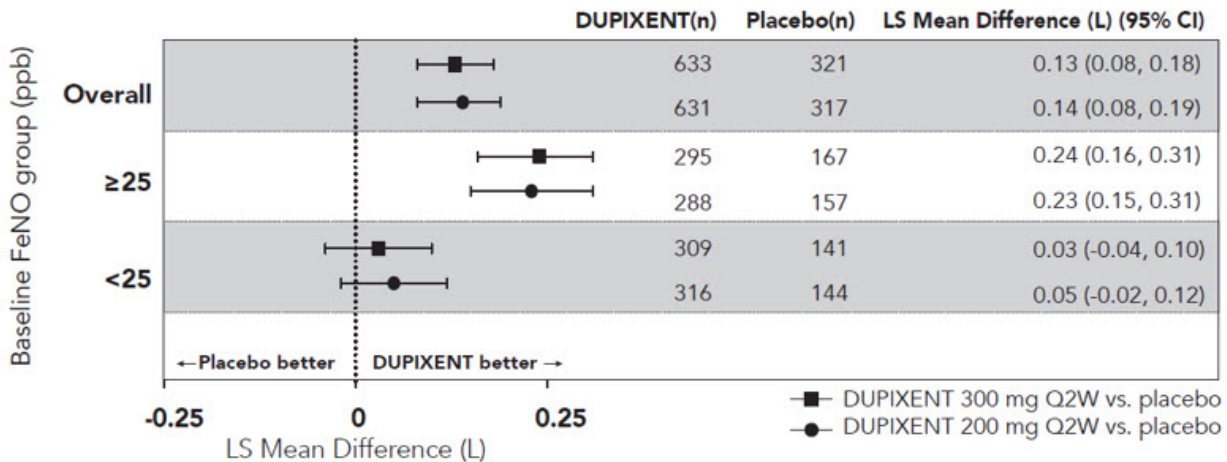 DUPIXENT(n) Placebo(n) LS Mean Difference (L) (95% CI)
Baseline FeNO group (ppb)
Overall
633 321 0.13 (0.08, 0.18)
631 317 0.14 (0.08, 0.19)
≥25
295 167 0.24 (0.16, 0.31)
288 157 0.23 (0.15, 0.31)
<25
309 141 0.03 (-0.04, 0.10)
316 144 0.05 (-0.02, 0.12)
←Placebo better DUPIXENT better →
-0.25 0 0.25
LS Mean Difference (L)
DUPIXENT 300 mg Q2W vs. placebo
DUPIXENT 200 mg Q2W vs. placebo